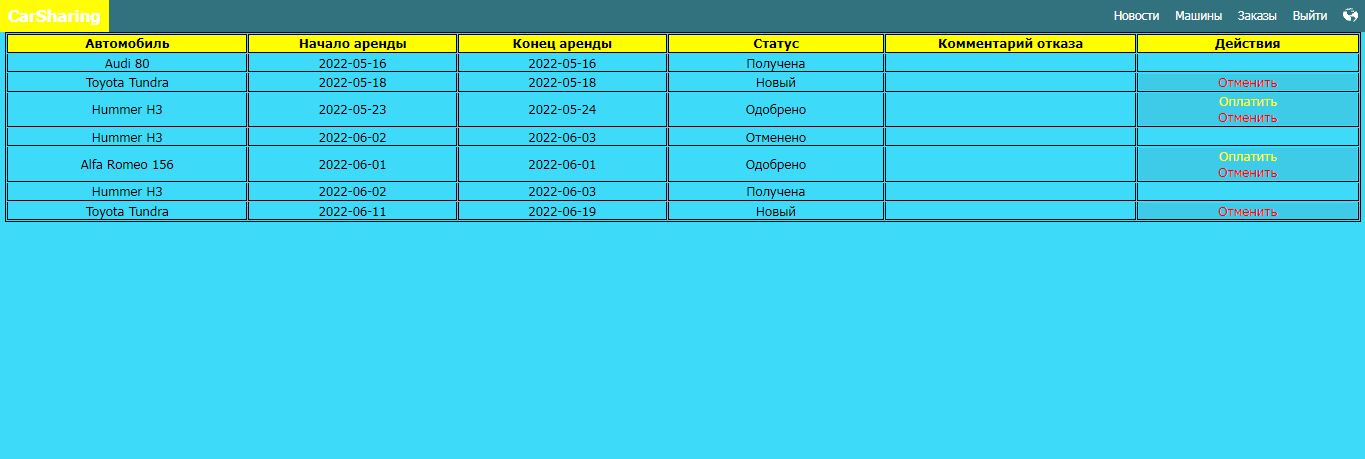 CarSharing Новости Машины Заказы Выйти
Автомобиль Начало аренды Конец аренды Статус Комментарий отказа Действия
Audi 80 2022-05-16 2022-05-16 Получена
Toyota Tundra 2022-05-18 2022-05-18 Новый Отменить
Hummer H3 2022-05-23 2022-05-24 Одобрено Оплатить
Отменить
Hummer H3 2022-06-02 2022-06-03 Отменено
Alfa Romeo 156 2022-06-01 2022-06-01 Одобрено Оплатить
Отменить
Hummer H3 2022-06-02 2022-06-03 Получена
Toyota Tundra 2022-06-11 2022-06-19 Новый Отменить